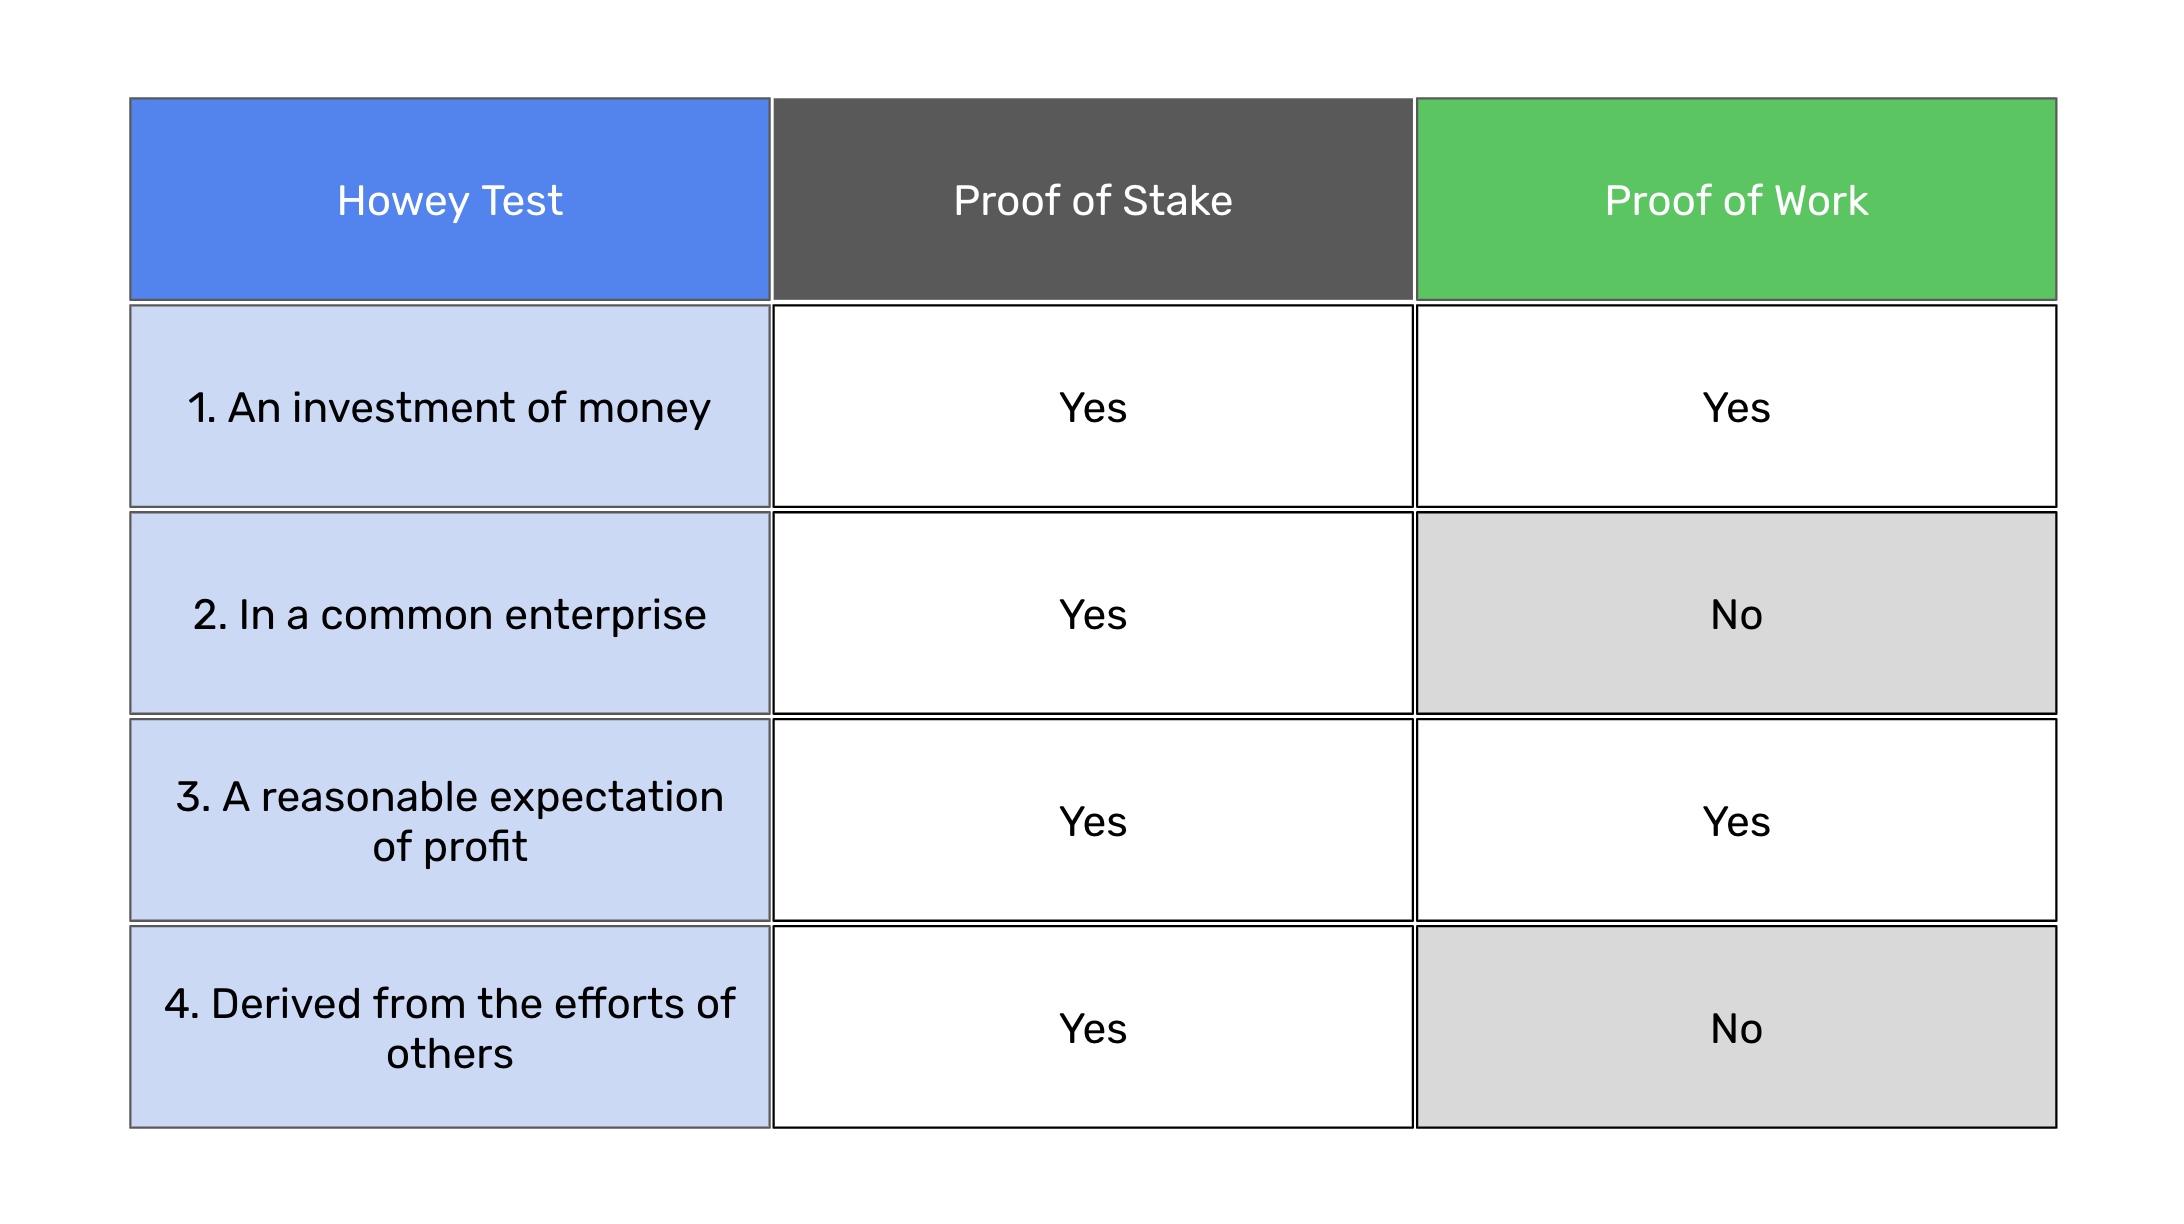 Howey Test
Proof of Stake
Proof of Work
1. An investment of money
Yes
Yes
2. In a common enterprise
Yes
No
3. A reasonable expectation
of profit
Yes
Yes
4. Derived from the efforts of
others
Yes
No